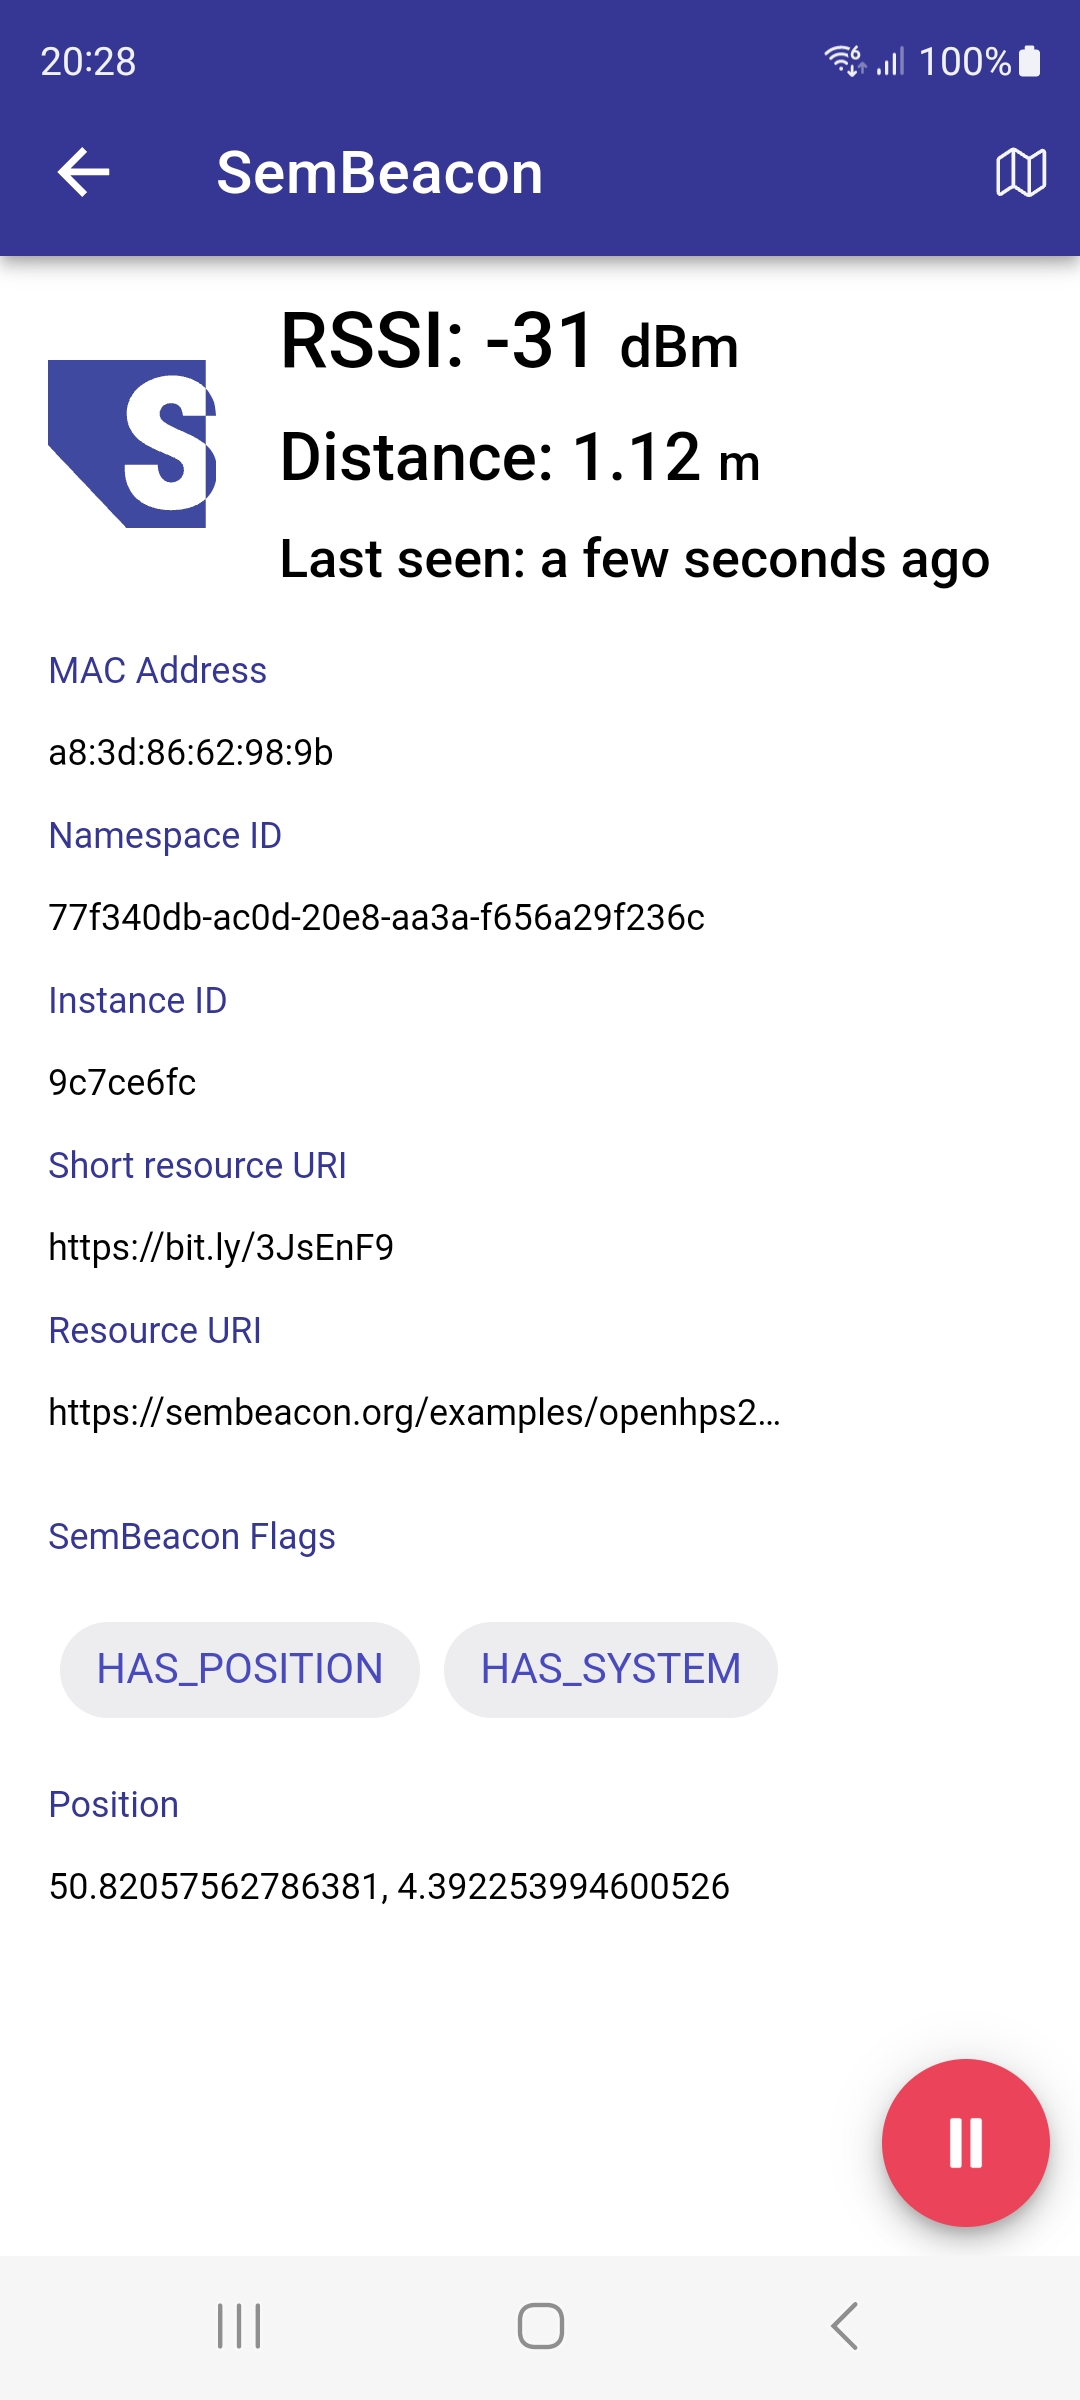 20:28
6
100%
SemBeacon
S
RSSI: -31 dBm
Distance: 1.12 m
Last seen: a few seconds ago
MAC Address
a8:3d:86:62:98:9b
Namespace ID
77f340db-ac0d-20e8-aa3a-f656a29f236c
Instance ID
9c7ce6fc
Short resource URI
https://bit.ly/3JsEnF9
Resource URI
https://sembeacon.org/examples/openhps2…
SemBeacon Flags
HAS_POSITION
HAS_SYSTEM
Position
50.82057562786381, 4.392253994600526